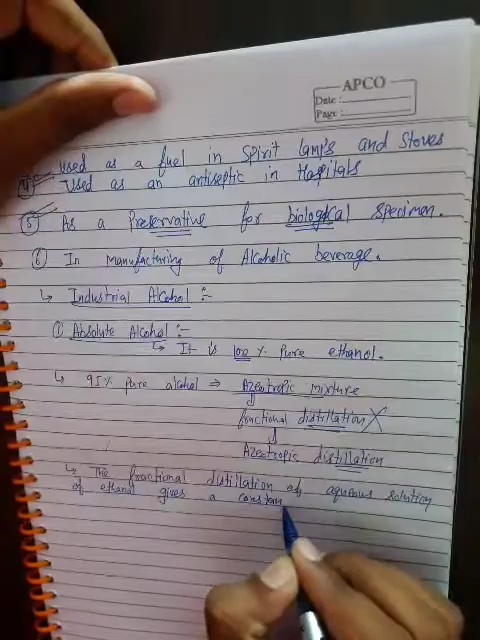 APCO
Date :
Page :
used as a fuel in Spirit lamps and Stoves
④ Used as an antiseptic in Hospitals
⑤ As a Preservative for biological specimen.
⑥ In manufacturing of Alcoholic beverage.
↳ Industrial Alcohol :-
① Absolute Alcohol :-
↳ It is 100 % pure ethanol.
↳ 95% pure alcohol ⇒ Azeotropic mixture
↓
fractional distillation X
↓
Azeotropic distillation
↳ The fractional distillation of aqueous solution
of ethanol gives a constan